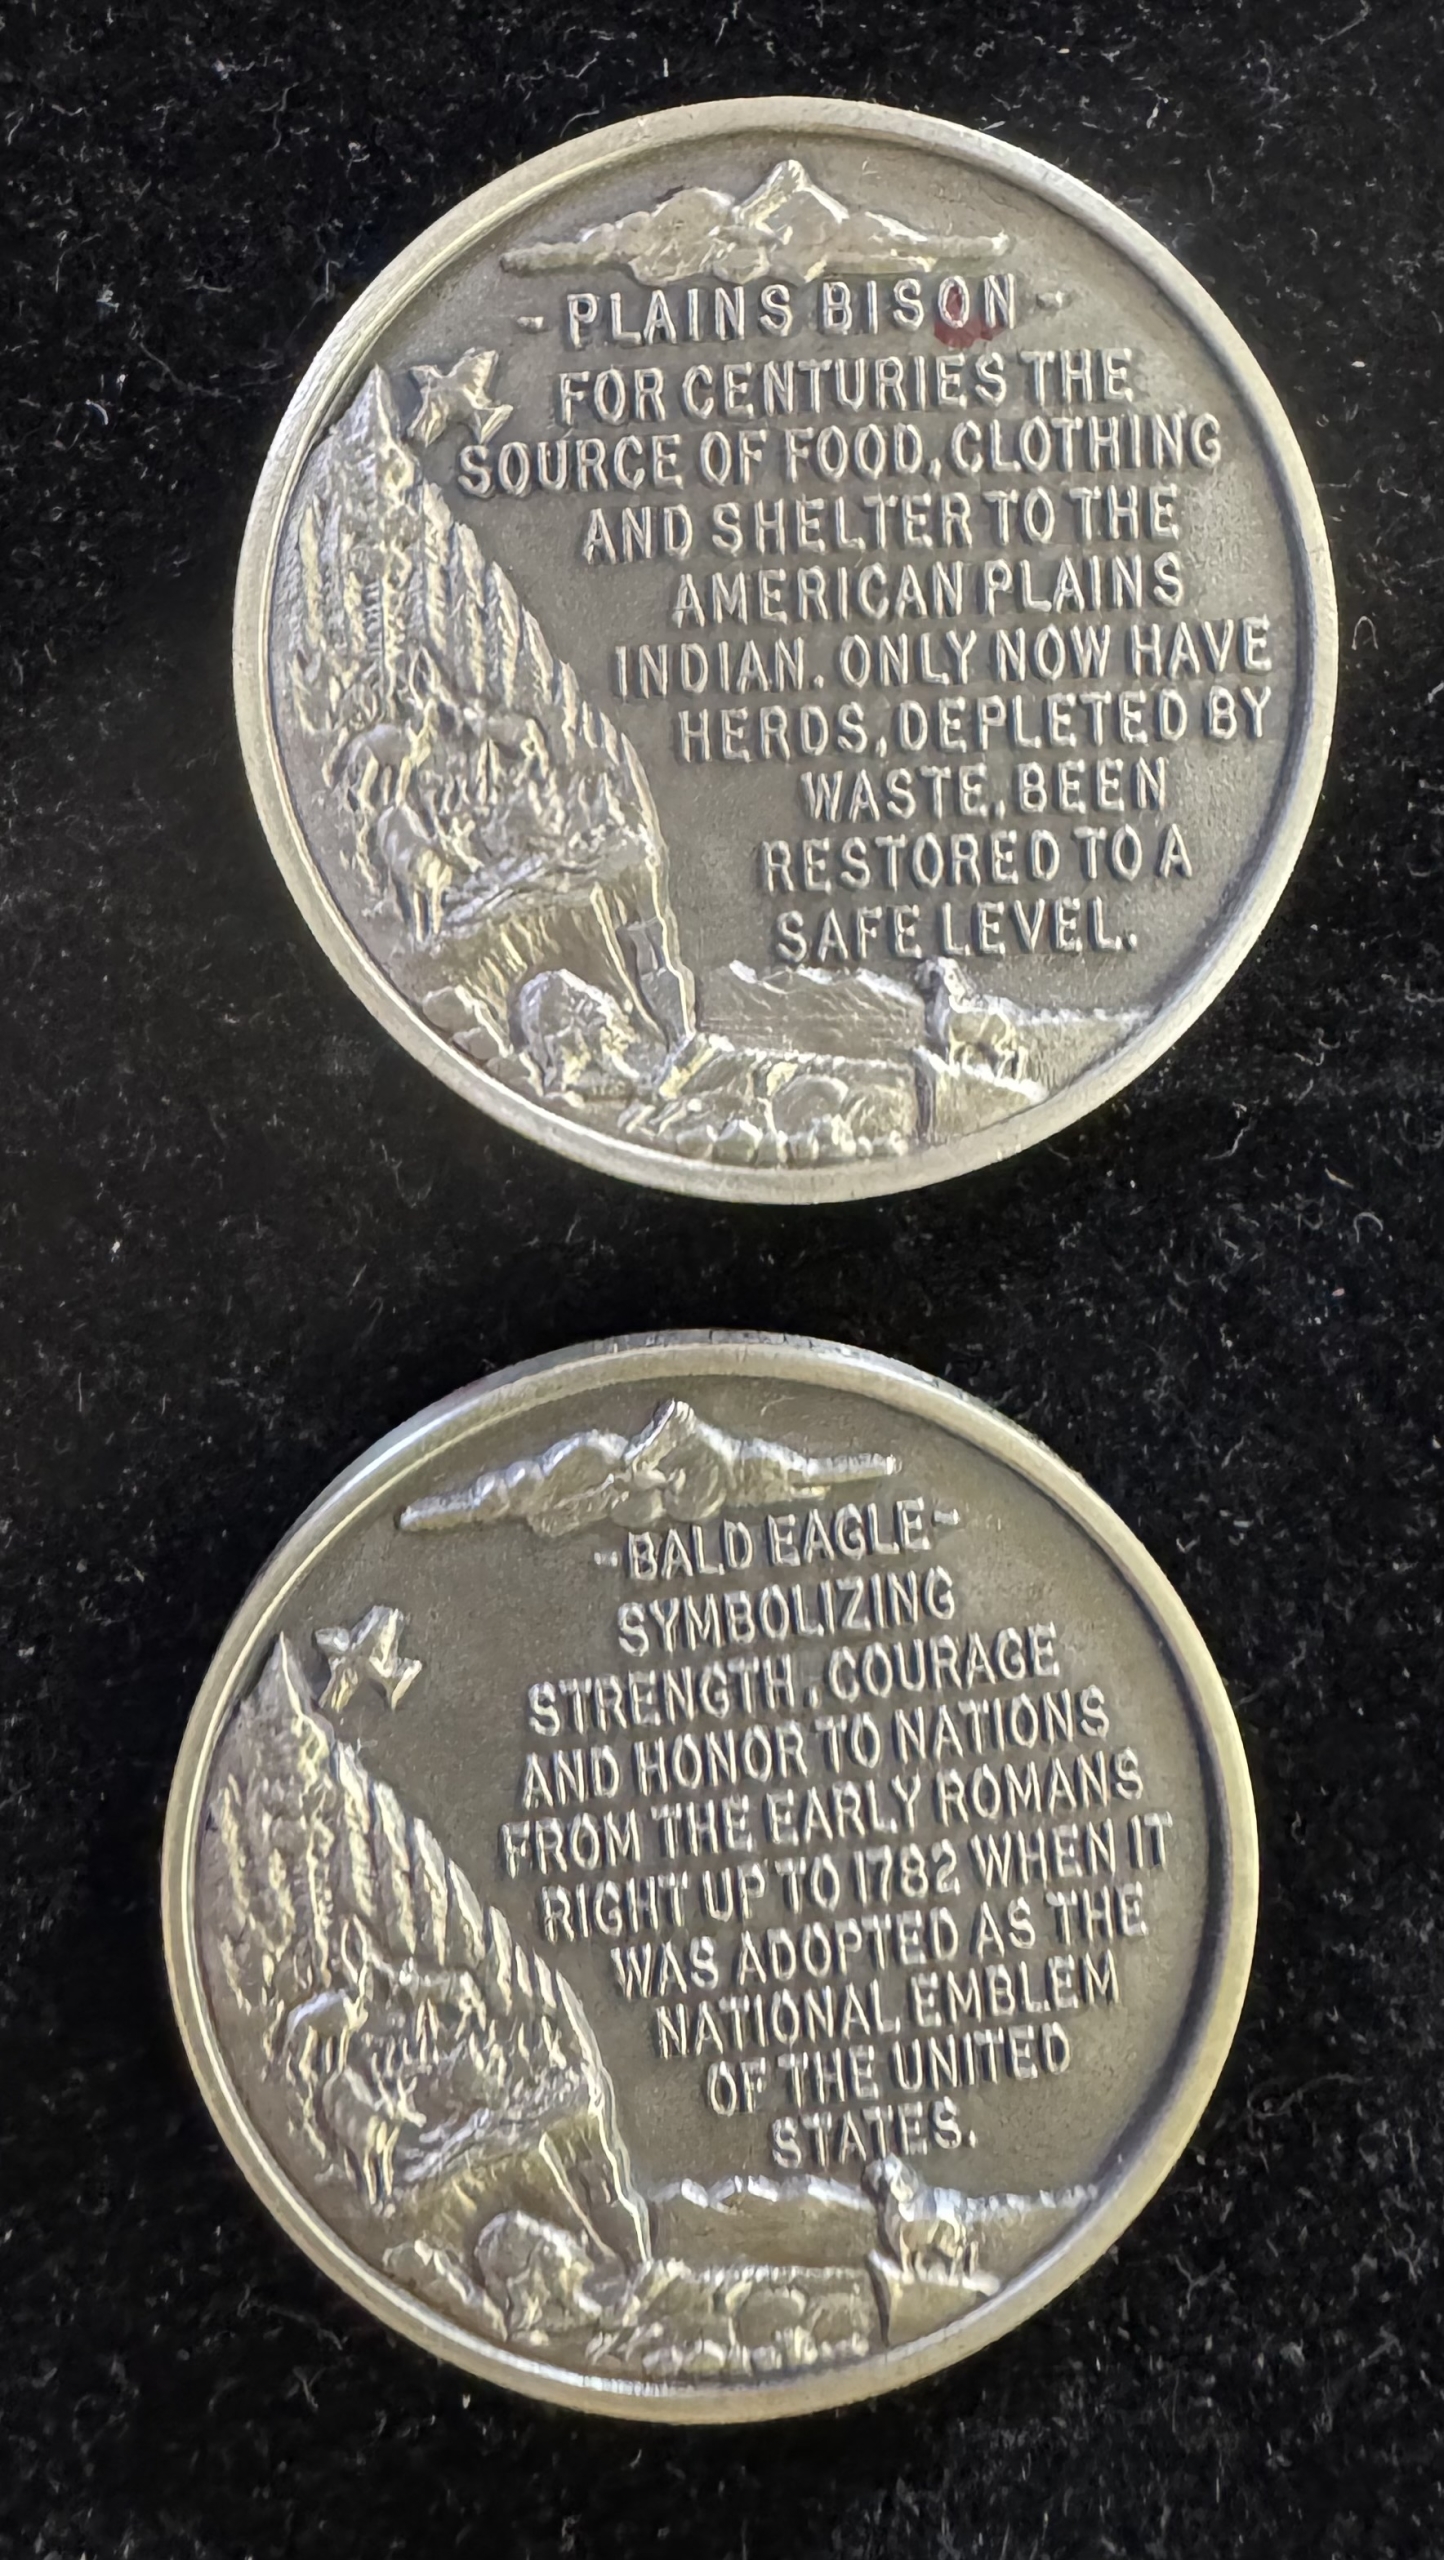 - PLAINS BISON -
FOR CENTURIES THE
SOURCE OF FOOD, CLOTHING
AND SHELTER TO THE
AMERICAN PLAINS
INDIAN. ONLY NOW HAVE
HERDS, DEPLETED BY
WASTE, BEEN
RESTORED TO A
SAFE LEVEL.
- BALD EAGLE -
SYMBOLIZING
STRENGTH, COURAGE
AND HONOR TO NATIONS
FROM THE EARLY ROMANS
RIGHT UP TO 1782 WHEN IT
WAS ADOPTED AS THE
NATIONAL EMBLEM
OF THE UNITED
STATES.